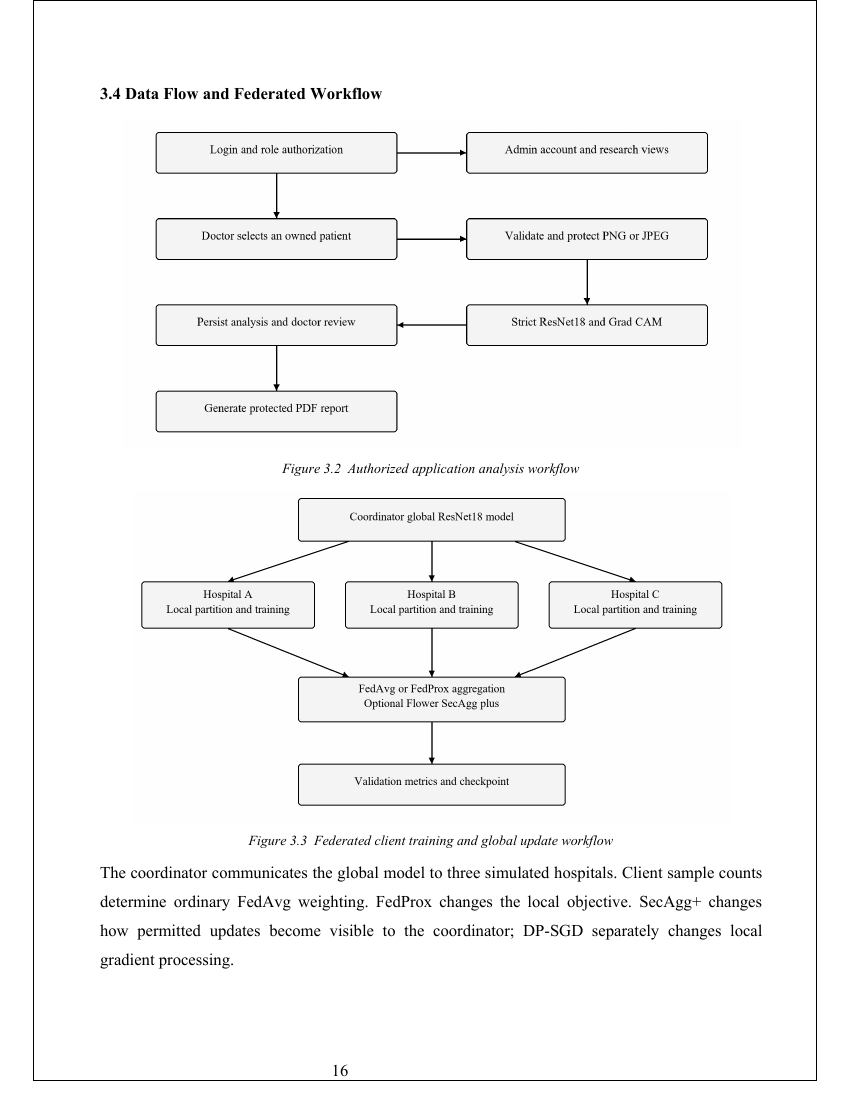 3.4 Data Flow and Federated Workflow
Login and role authorization
Admin account and research views
Doctor selects an owned patient
Validate and protect PNG or JPEG
Persist analysis and doctor review
Strict ResNet18 and Grad CAM
Generate protected PDF report
Figure 3.2 Authorized application analysis workflow
Coordinator global ResNet18 model
Hospital A
Local partition and training
Hospital B
Local partition and training
Hospital C
Local partition and training
FedAvg or FedProx aggregation
Optional Flower SecAgg plus
Validation metrics and checkpoint
Figure 3.3 Federated client training and global update workflow
The coordinator communicates the global model to three simulated hospitals. Client sample counts
determine ordinary FedAvg weighting. FedProx changes the local objective. SecAgg+ changes
how permitted updates become visible to the coordinator; DP-SGD separately changes local
gradient processing.
16